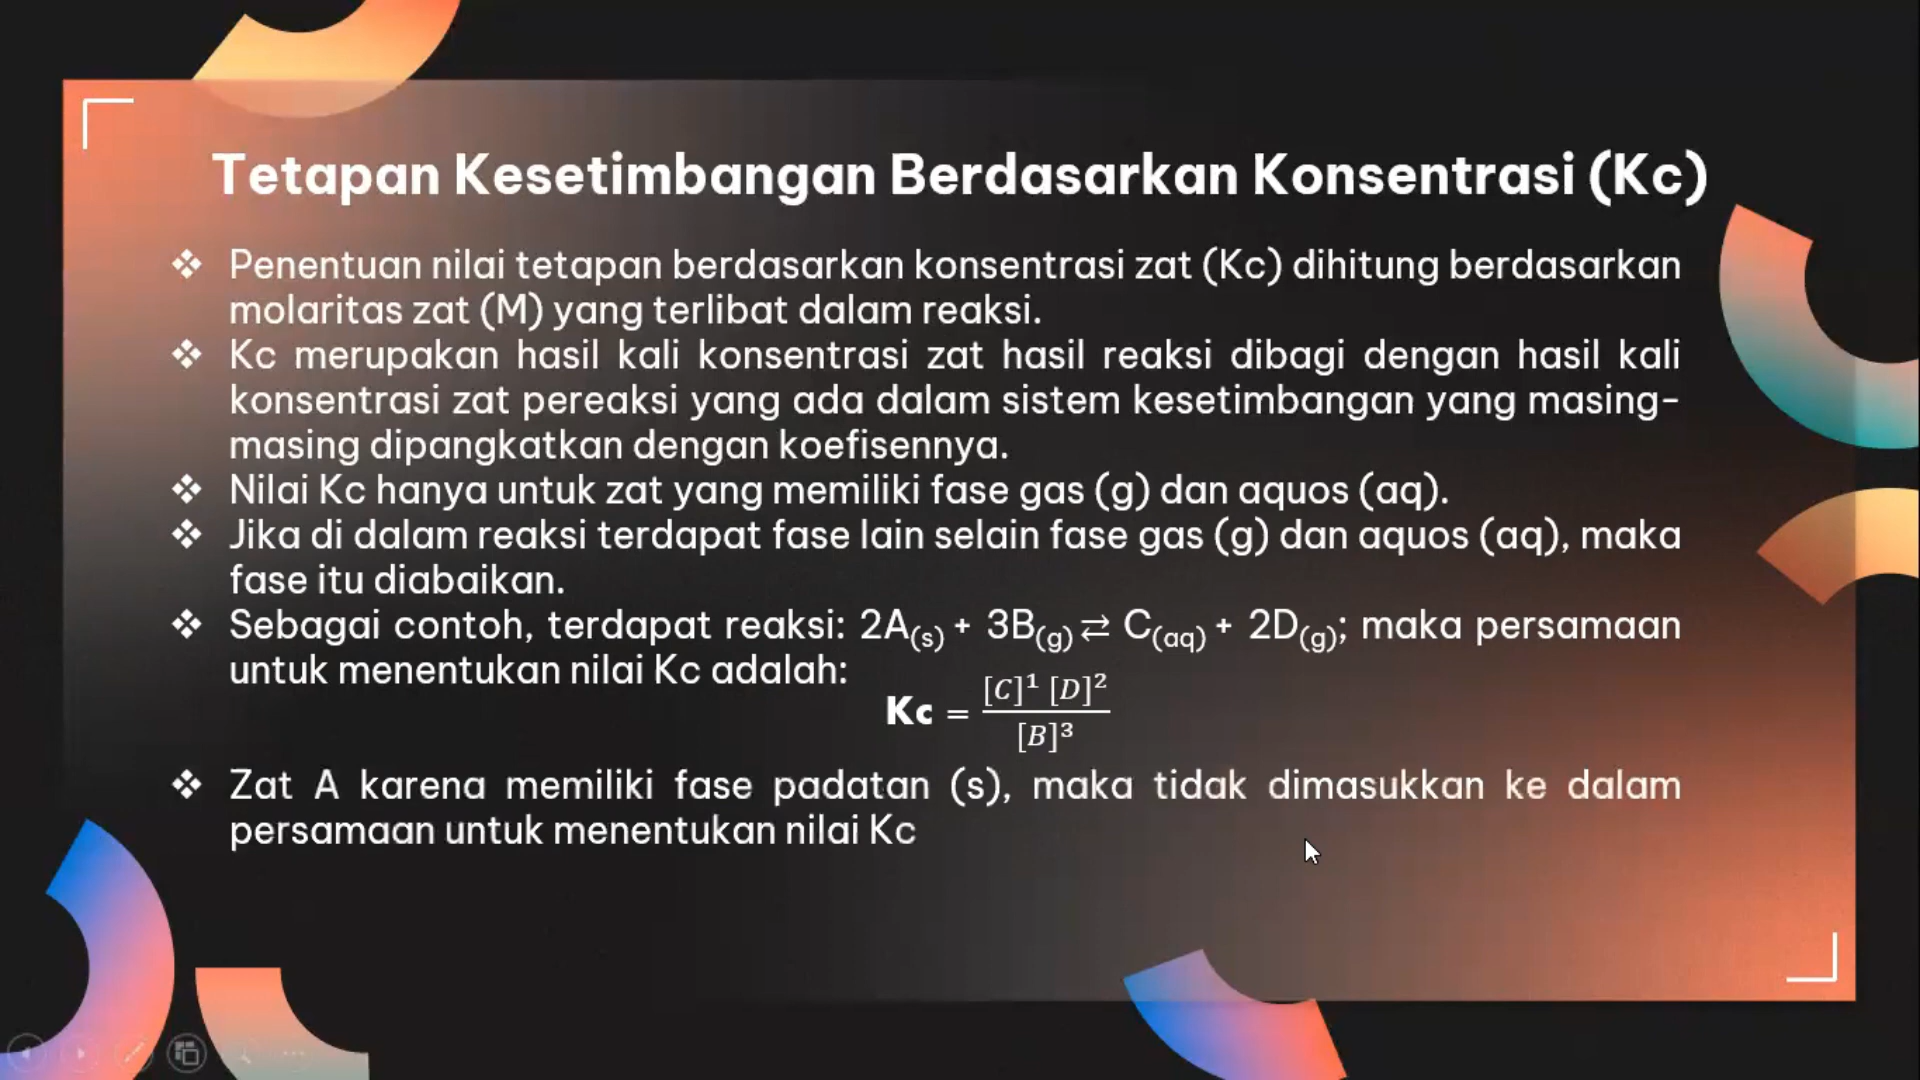 Tetapan Kesetimbangan Berdasarkan Konsentrasi (Kc)
❖ Penentuan nilai tetapan berdasarkan konsentrasi zat (Kc) dihitung berdasarkan
molaritas zat (M) yang terlibat dalam reaksi.
❖ Kc merupakan hasil kali konsentrasi zat hasil reaksi dibagi dengan hasil kali
konsentrasi zat pereaksi yang ada dalam sistem kesetimbangan yang masing-
masing dipangkatkan dengan koefisennya.
❖ Nilai Kc hanya untuk zat yang memiliki fase gas (g) dan aquos (aq).
❖ Jika di dalam reaksi terdapat fase lain selain fase gas (g) dan aquos (aq), maka
fase itu diabaikan.
❖ Sebagai contoh, terdapat reaksi: 2A₍s₎ + 3B₍g₎ ⇄ C₍aq₎ + 2D₍g₎; maka persamaan
untuk menentukan nilai Kc adalah:
Kc = [C]¹ [D]² / [B]³
❖ Zat A karena memiliki fase padatan (s), maka tidak dimasukkan ke dalam
persamaan untuk menentukan nilai Kc